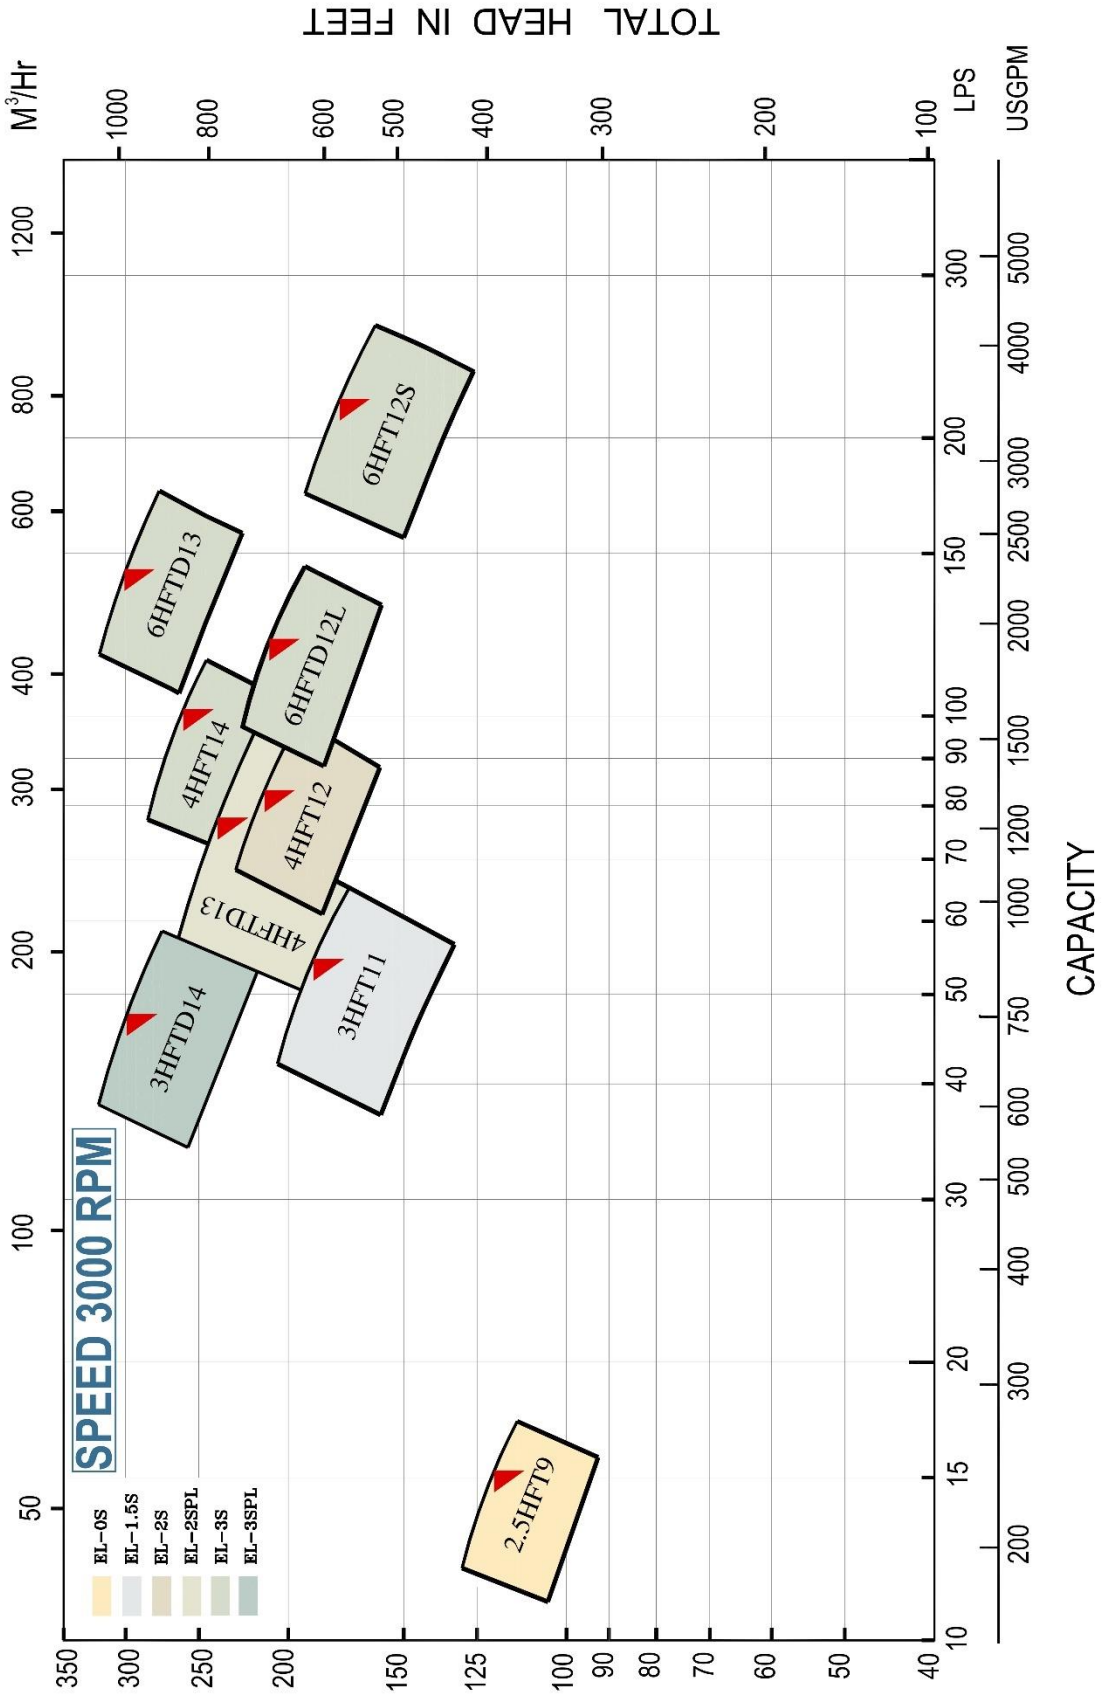 M³/Hr
50
100
200
300
400
600
800
1200
SPEED 3000 RPM
EL-0S
EL-1.5S
EL-2S
EL-2SPL
EL-3S
EL-3SPL
350
300
250
200
150
125
100
90
80
70
60
50
40
TOTAL HEAD IN FEET
1000
800
600
500
400
300
200
100
3HFTD14
4HFTD13
4HFT14
6HFTD13
3HFT11
4HFT12
6HFTD12L
6HFT12S
2.5HFT9
10
15
20
30
40
50
60
70
80
90
100
150
200
300
LPS
200
300
400
500
600
750
1000
1200
1500
2000
2500
3000
4000
5000
USGPM
CAPACITY